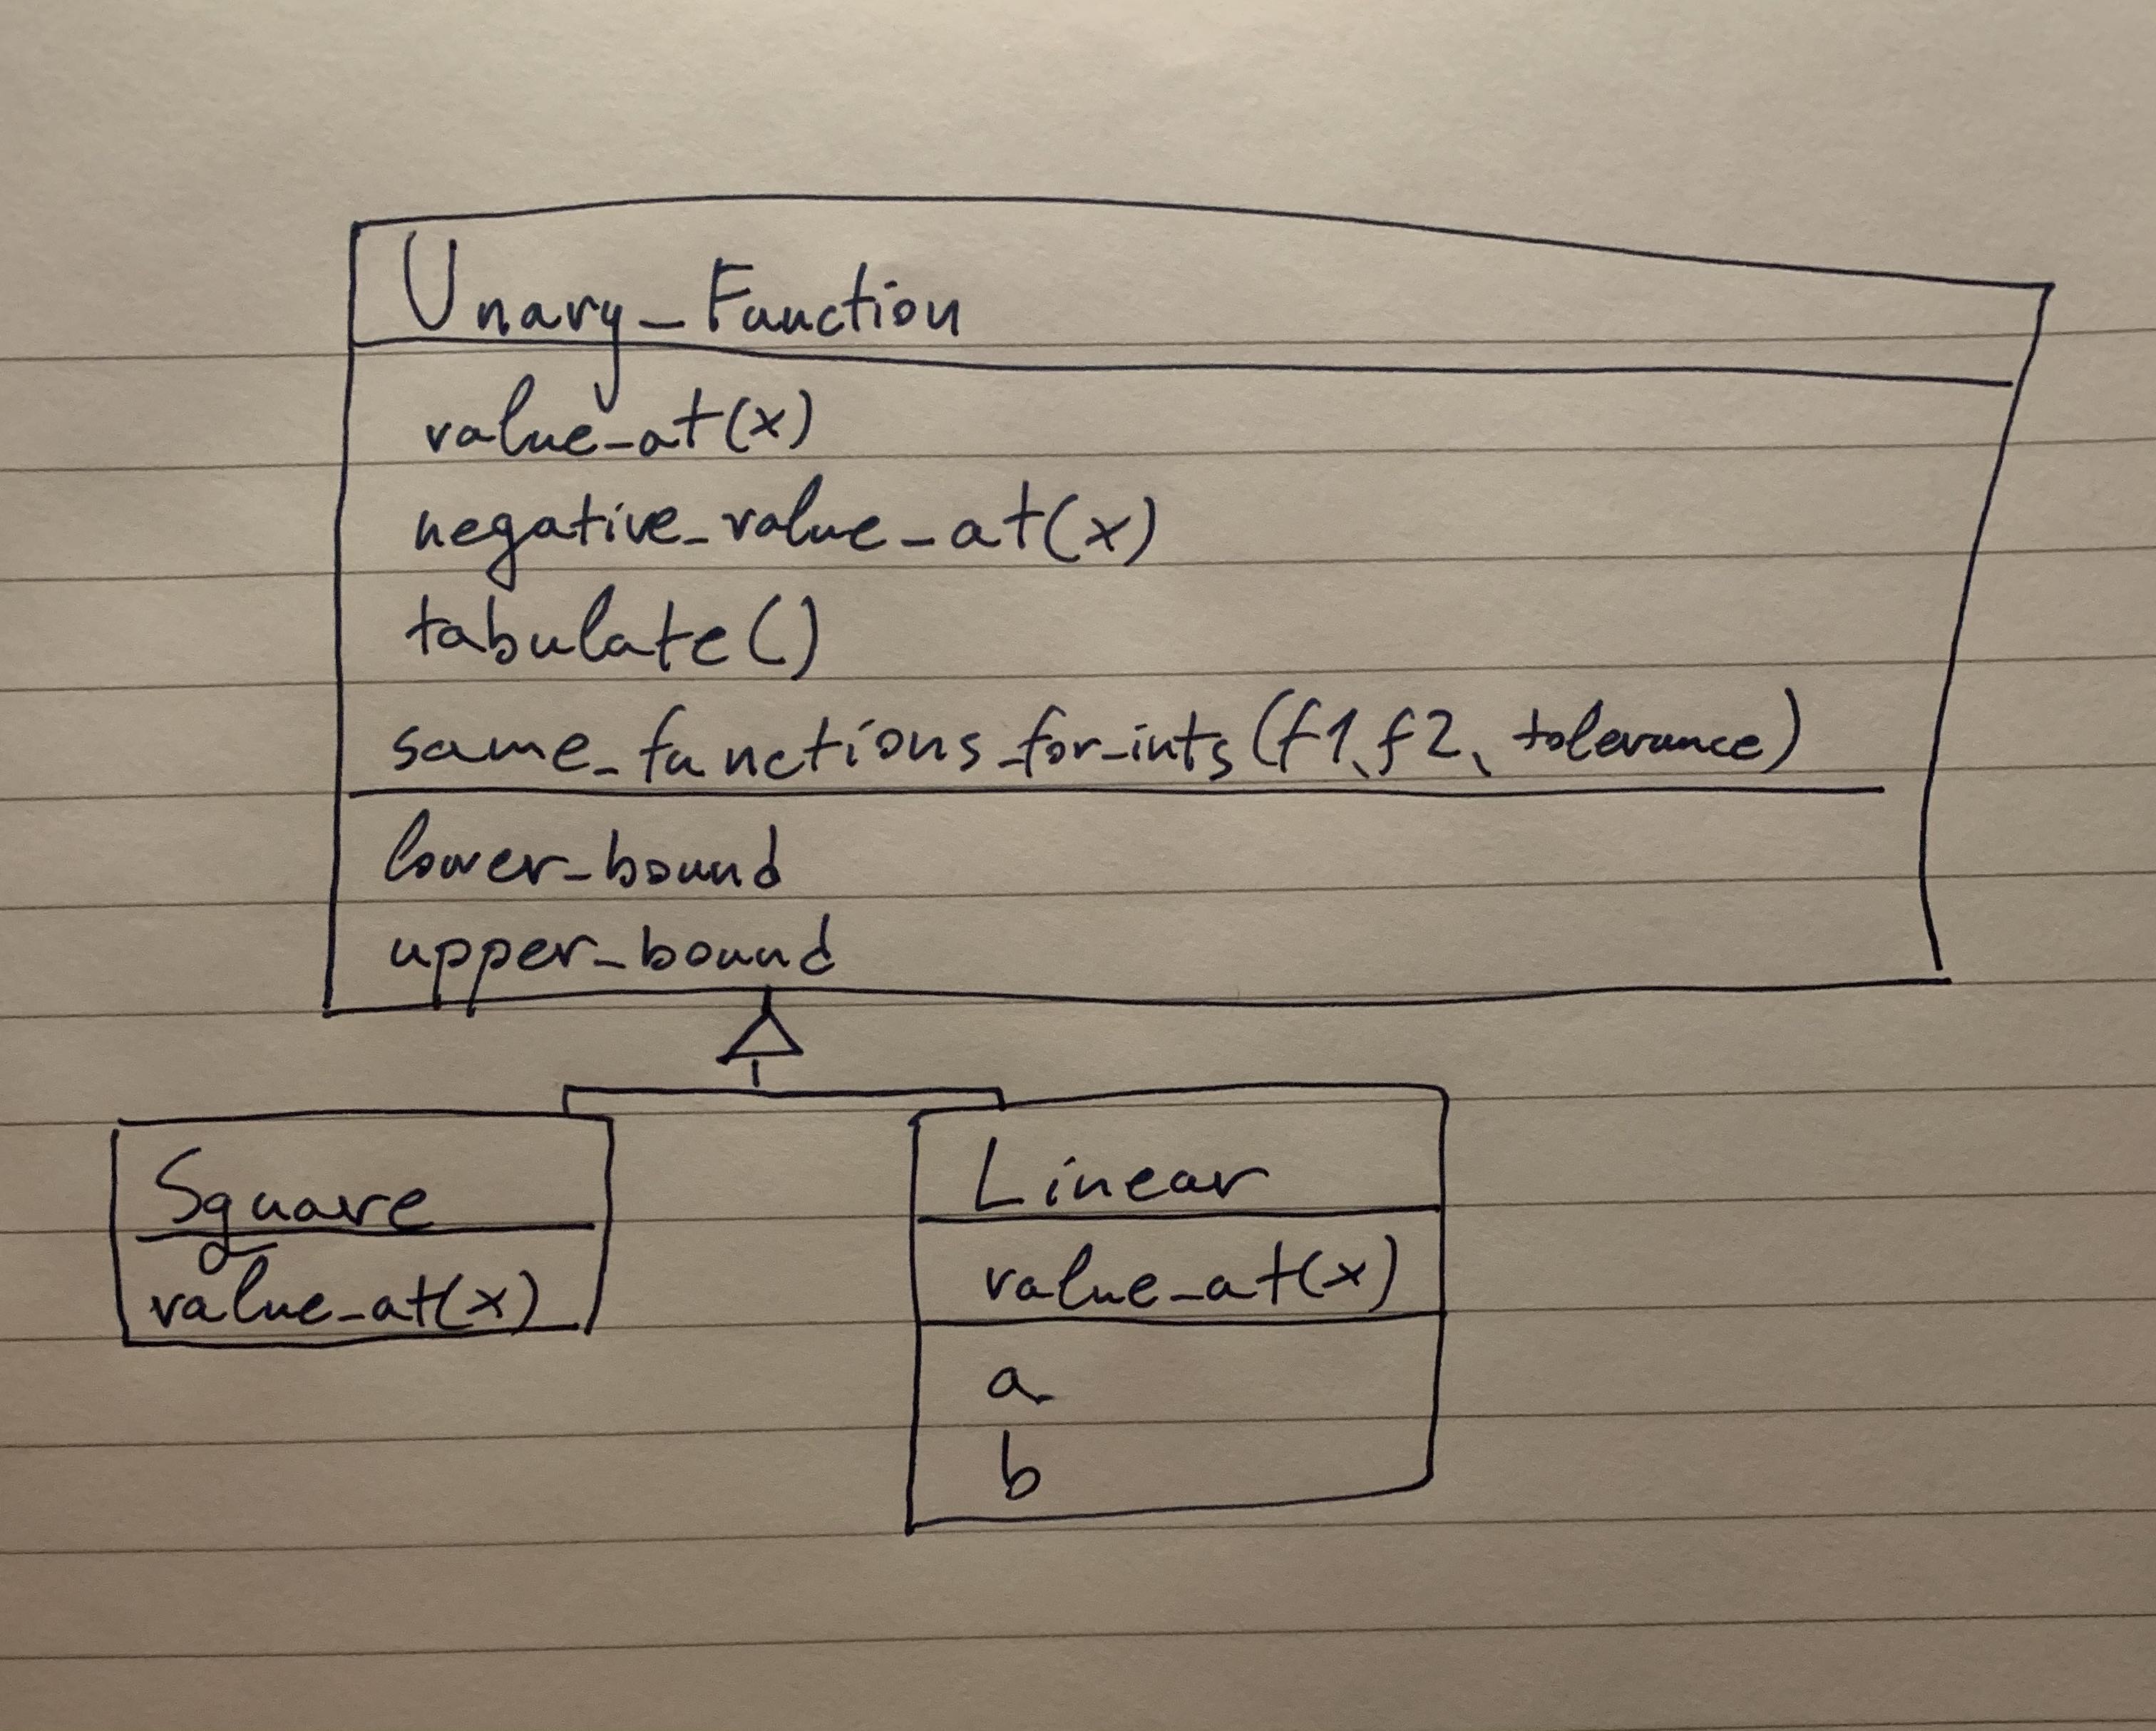 Unary_Function
value_at(x)
negative_value_at(x)
tabulate()
same_functions_for_ints(f1, f2, tolerance)
lower_bound
upper_bound
Square
value_at(x)
Linear
value_at(x)
a
b